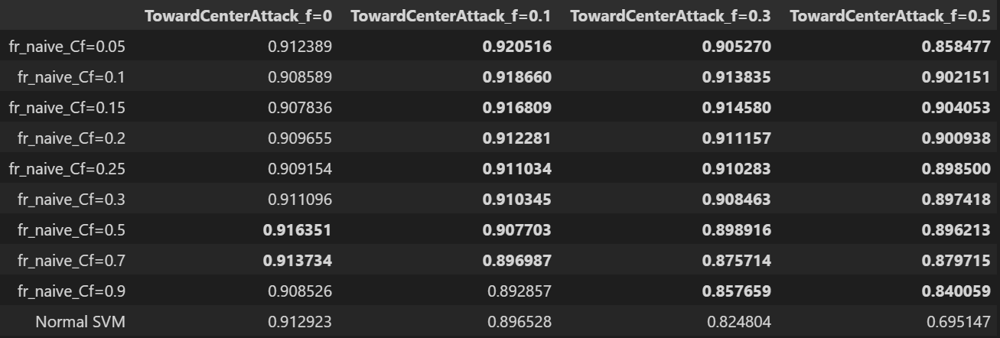 TowardCenterAttack_f=0 TowardCenterAttack_f=0.1 TowardCenterAttack_f=0.3 TowardCenterAttack_f=0.5
fr_naive_Cf=0.05 0.912389 0.920516 0.905270 0.858477
fr_naive_Cf=0.1 0.908589 0.918660 0.913835 0.902151
fr_naive_Cf=0.15 0.907836 0.916809 0.914580 0.904053
fr_naive_Cf=0.2 0.909655 0.912281 0.911157 0.900938
fr_naive_Cf=0.25 0.909154 0.911034 0.910283 0.898500
fr_naive_Cf=0.3 0.911096 0.910345 0.908463 0.897418
fr_naive_Cf=0.5 0.916351 0.907703 0.898916 0.896213
fr_naive_Cf=0.7 0.913734 0.896987 0.875714 0.879715
fr_naive_Cf=0.9 0.908526 0.892857 0.857659 0.840059
Normal SVM 0.912923 0.896528 0.824804 0.695147